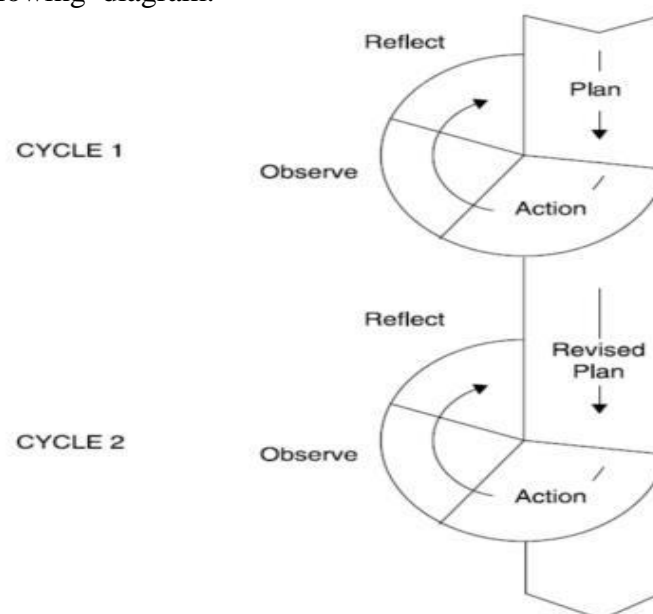 Reflect
Plan
CYCLE 1
Observe
Action
Reflect
Revised
Plan
CYCLE 2
Observe
Action